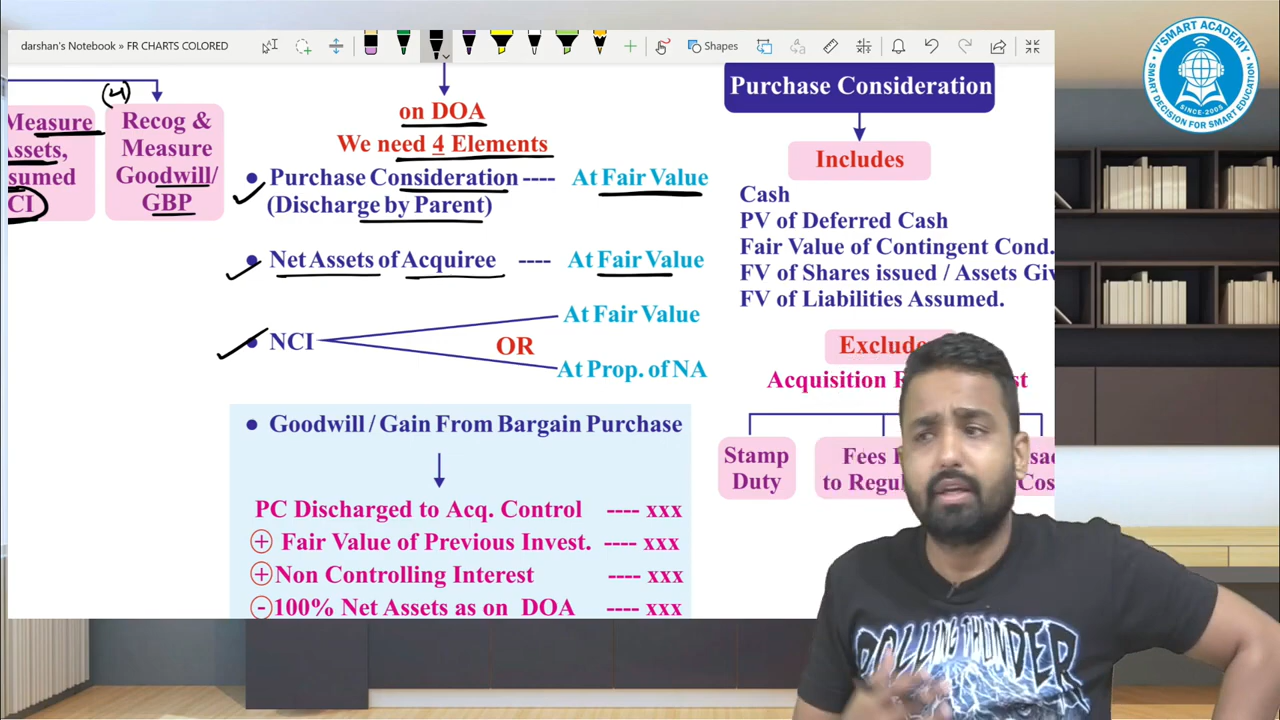 darshan's Notebook » FR CHARTS COLORED
Shapes
V'SMART ACADEMY
SINCE-2005
SMART DECISION FOR SMART EDUCATION
(4)
Measure
Assets,
CI
Recog &
Measure
Goodwill/
GBP
on DOA
We need 4 Elements
• Purchase Consideration ---- At Fair Value
(Discharge by Parent)
• Net Assets of Acquiree ---- At Fair Value
• NCI
At Fair Value
OR
At Prop. of NA
• Goodwill / Gain From Bargain Purchase
PC Discharged to Acq. Control ---- xxx
+ Fair Value of Previous Invest. ---- xxx
+ Non Controlling Interest ---- xxx
- 100% Net Assets as on DOA ---- xxx
Purchase Consideration
Includes
Cash
PV of Deferred Cash
Fair Value of Contingent Cond.
FV of Shares issued / Assets
FV of Liabilities Assumed.
Acquisition
Stamp
Duty
Fees
to
ROLLING THUNDER